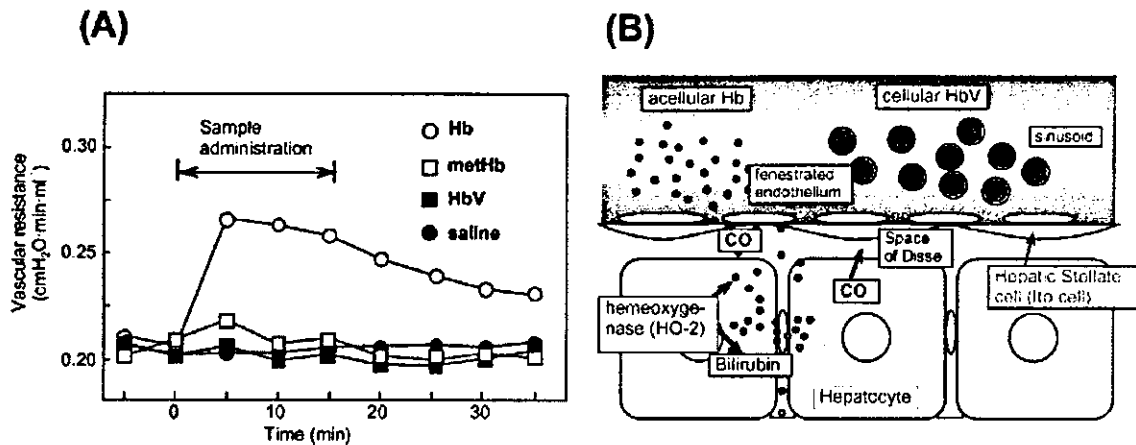 (A)
Vascular resistance
(cmH₂O·min·ml⁻¹)
0.30
0.25
0.20
Sample
administration
Hb
metHb
HbV
saline
0
10
20
30
Time (min)
(B)
acellular Hb
cellular HbV
sinusoid
fenestrated
endothelium
CO
Space
of Disse
CO
Hepatic Stellate
cell (Ito cell)
hemeoxyge-
nase (HO-2)
Bilirubin
Hepatocyte